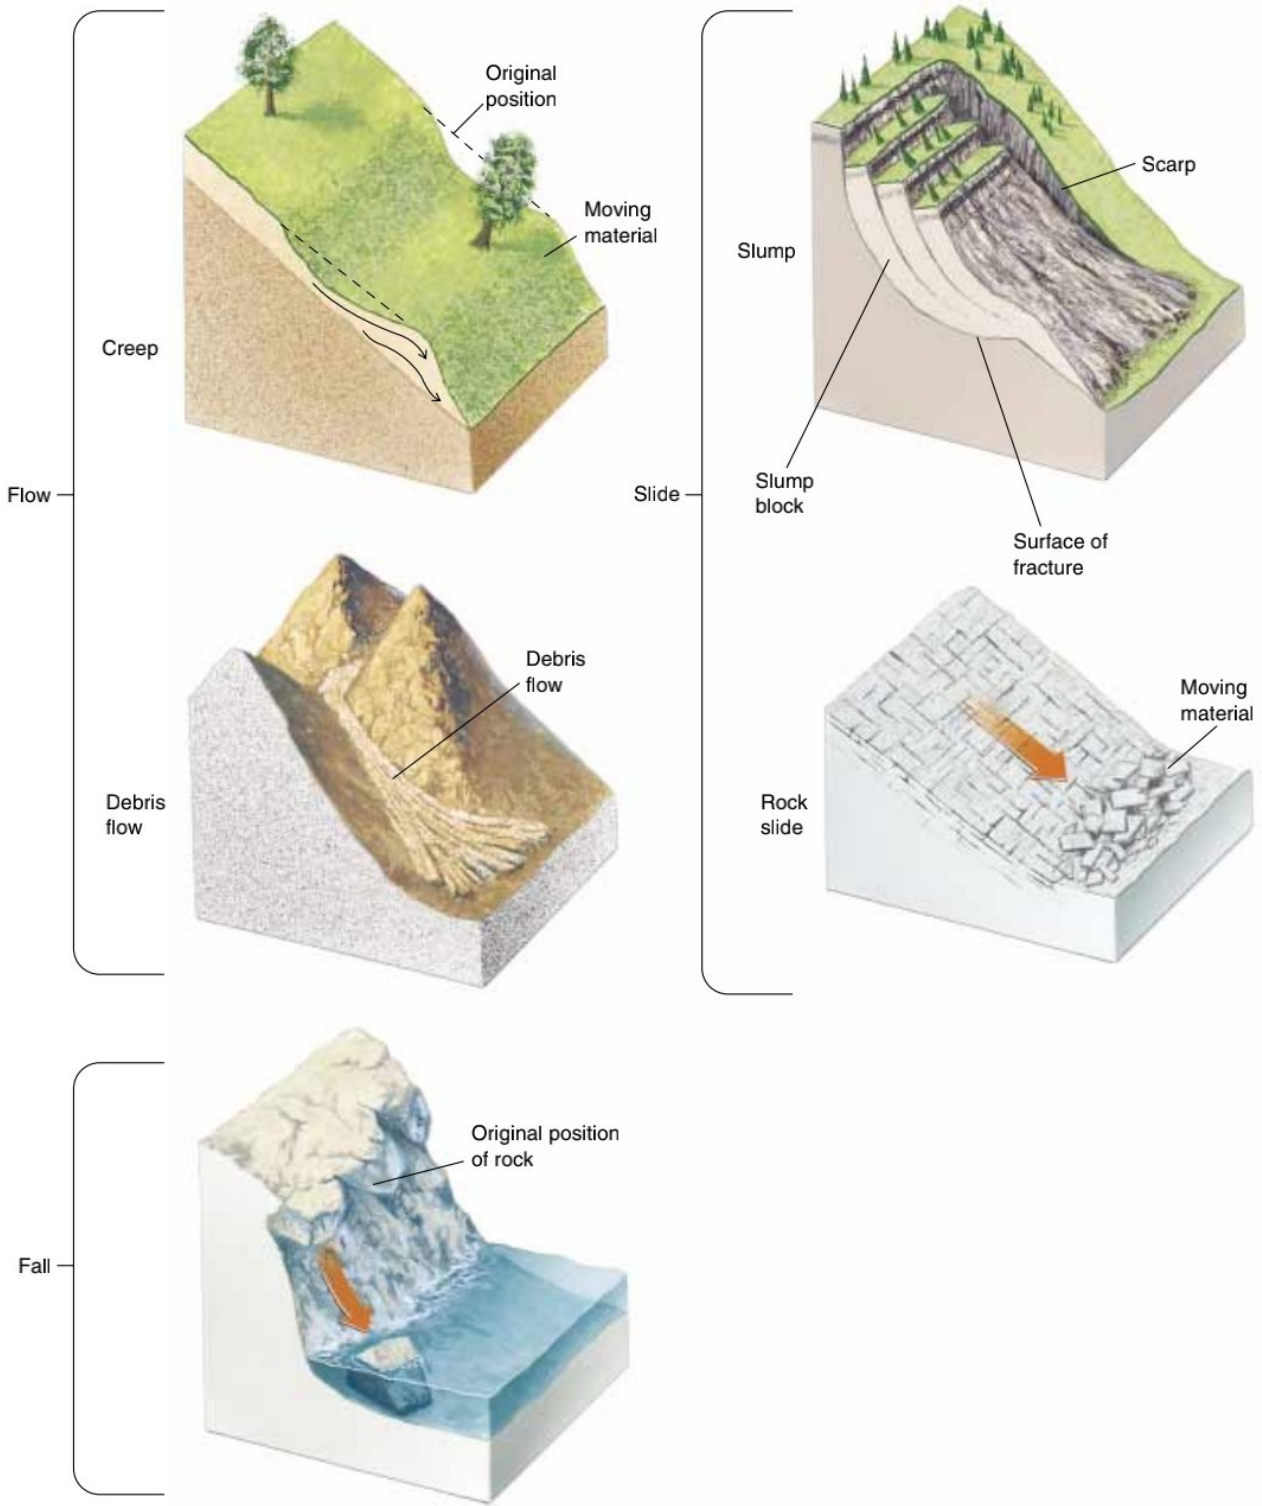 Flow
Creep
Original
position
Moving
material
Debris
flow
Debris
flow
Slide
Slump
Scarp
Slump
block
Surface of
fracture
Rock
slide
Moving
material
Fall
Original position
of rock